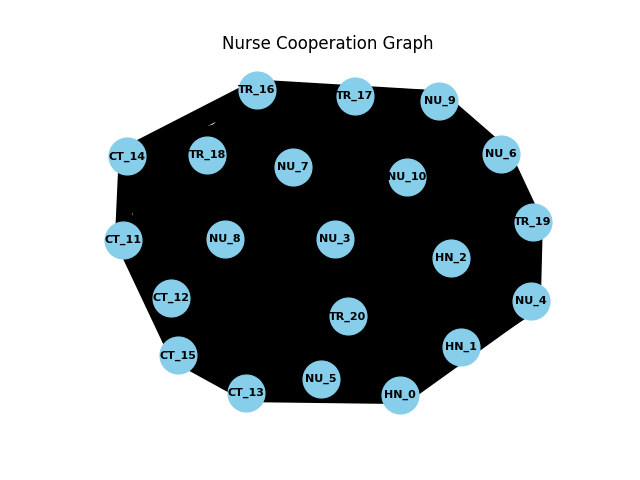 Nurse Cooperation Graph
TR_16
TR_17
NU_9
CT_14
TR_18
NU_7
NU_10
NU_6
TR_19
CT_11
NU_8
NU_3
HN_2
CT_12
TR_20
NU_4
CT_15
HN_1
NU_5
CT_13
HN_0